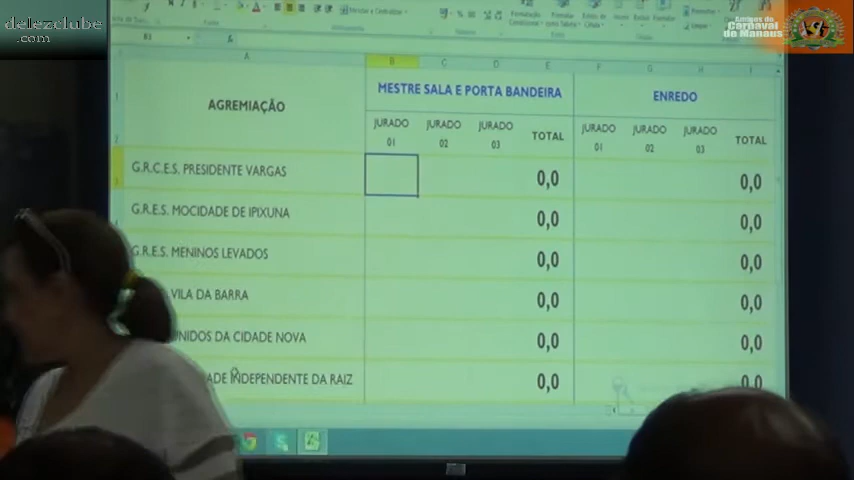 delezclube
.com
Amigos do
Carnaval
de Manaus
A B C D E F G H I
AGREMIAÇÃO MESTRE SALA E PORTA BANDEIRA ENREDO
JURADO 01 JURADO 02 JURADO 03 TOTAL JURADO 01 JURADO 02 JURADO 03 TOTAL
G.R.C.E.S. PRESIDENTE VARGAS 0,0 0,0
G.R.E.S. MOCIDADE DE IPIXUNA 0,0 0,0
G.R.E.S. MENINOS LEVADOS 0,0 0,0
VILA DA BARRA 0,0 0,0
NIDOS DA CIDADE NOVA 0,0 0,0
ADE INDEPENDENTE DA RAIZ 0,0 0,0